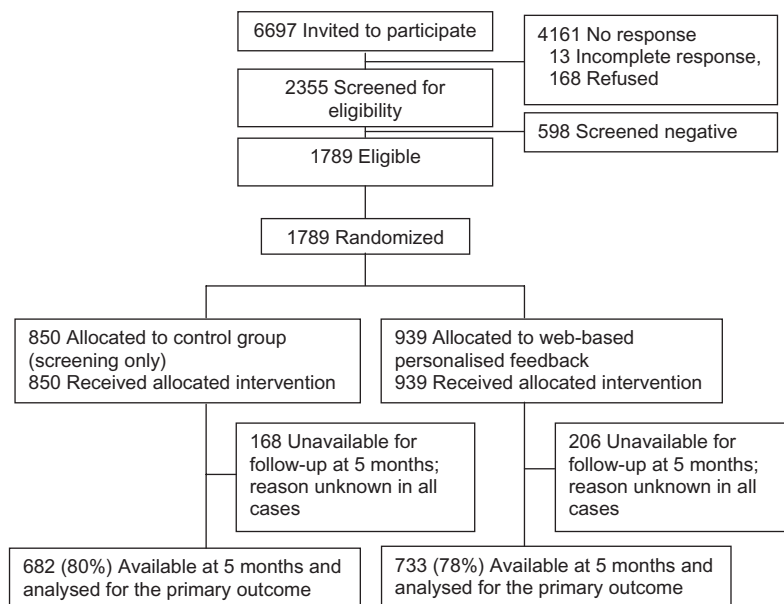 6697 Invited to participate
4161 No response
13 Incomplete response,
168 Refused
2355 Screened for
eligibility
598 Screened negative
1789 Eligible
1789 Randomized
850 Allocated to control group
(screening only)
850 Received allocated intervention
939 Allocated to web-based
personalised feedback
939 Received allocated intervention
168 Unavailable for
follow-up at 5 months;
reason unknown in all
cases
206 Unavailable for
follow-up at 5 months;
reason unknown in all
cases
682 (80%) Available at 5 months and
analysed for the primary outcome
733 (78%) Available at 5 months and
analysed for the primary outcome